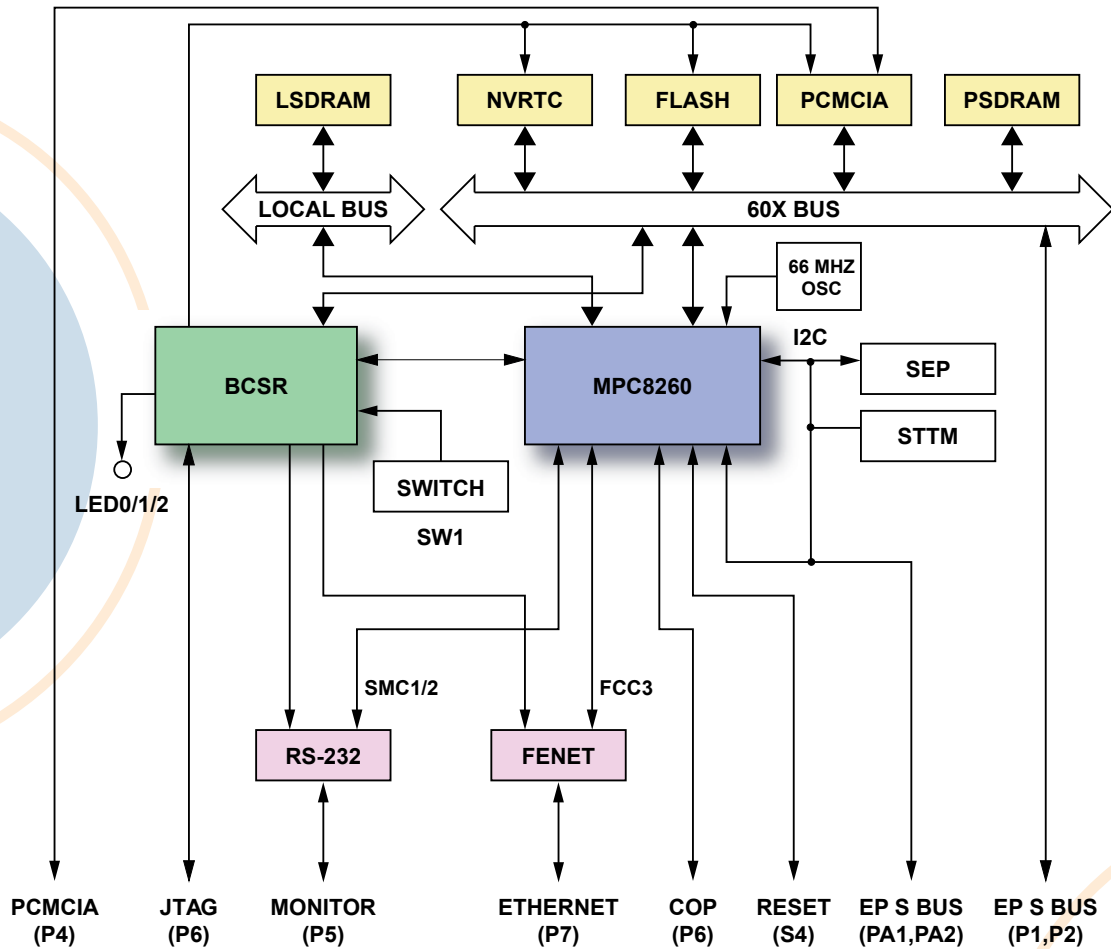 LSDRAM
NVRTC
FLASH
PCMCIA
PSDRAM
LOCAL BUS
60X BUS
66 MHZ
OSC
I2C
BCSR
MPC8260
SEP
STTM
LED0/1/2
SWITCH
SW1
SMC1/2
FCC3
RS-232
FENET
PCMCIA
(P4)
JTAG
(P6)
MONITOR
(P5)
ETHERNET
(P7)
COP
(P6)
RESET
(S4)
EP S BUS
(PA1,PA2)
EP S BUS
(P1,P2)